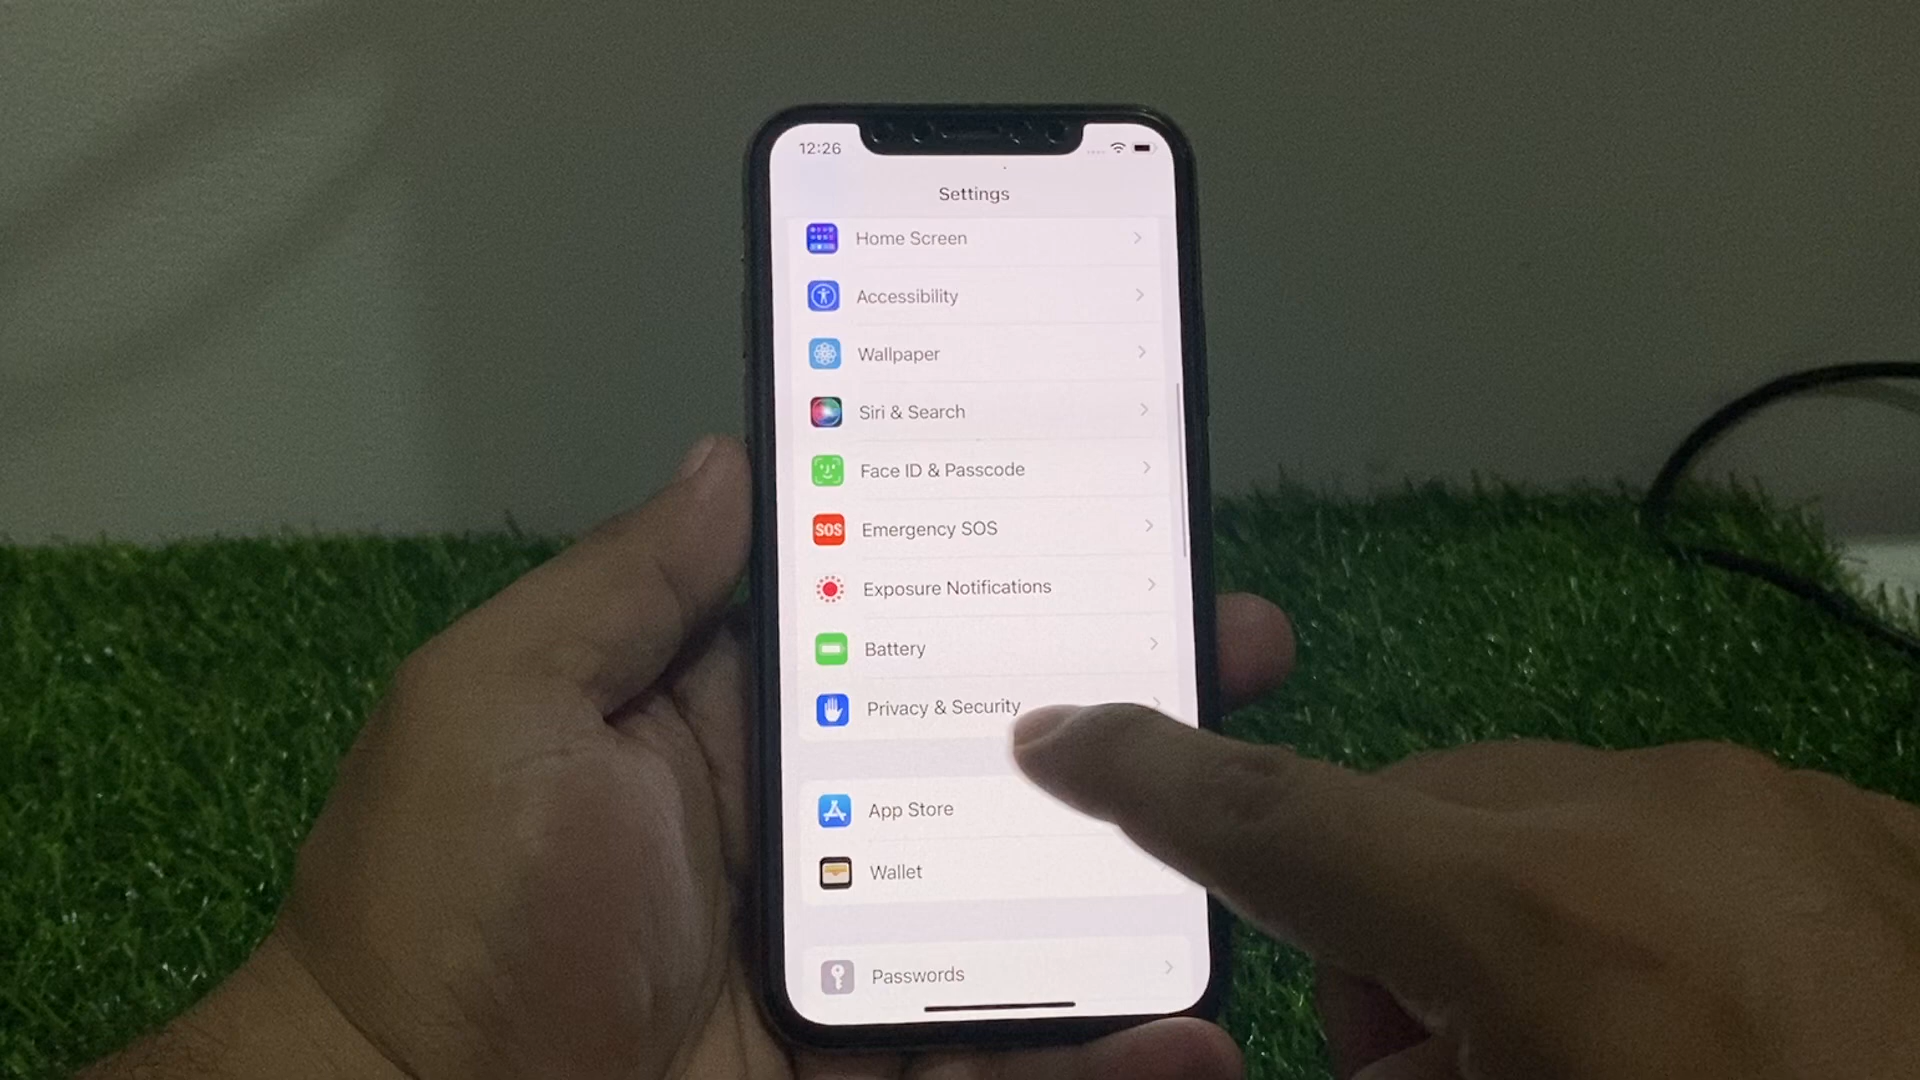 12:26
Settings
Home Screen
Accessibility
Wallpaper
Siri & Search
Face ID & Passcode
SOS
Emergency SOS
Exposure Notifications
Battery
Privacy & Security
App Store
Wallet
Passwords